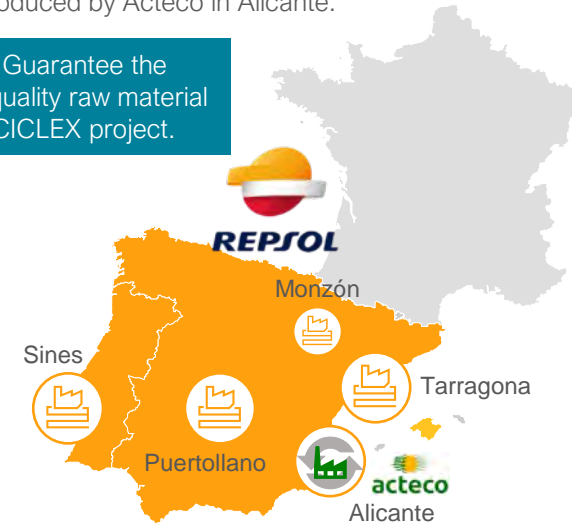 oduced by Acteco in Alicante.
Guarantee the
quality raw material
CICLEX project.
REPSOL
Monzón
Sines
Tarragona
Puertollano
acteco
Alicante